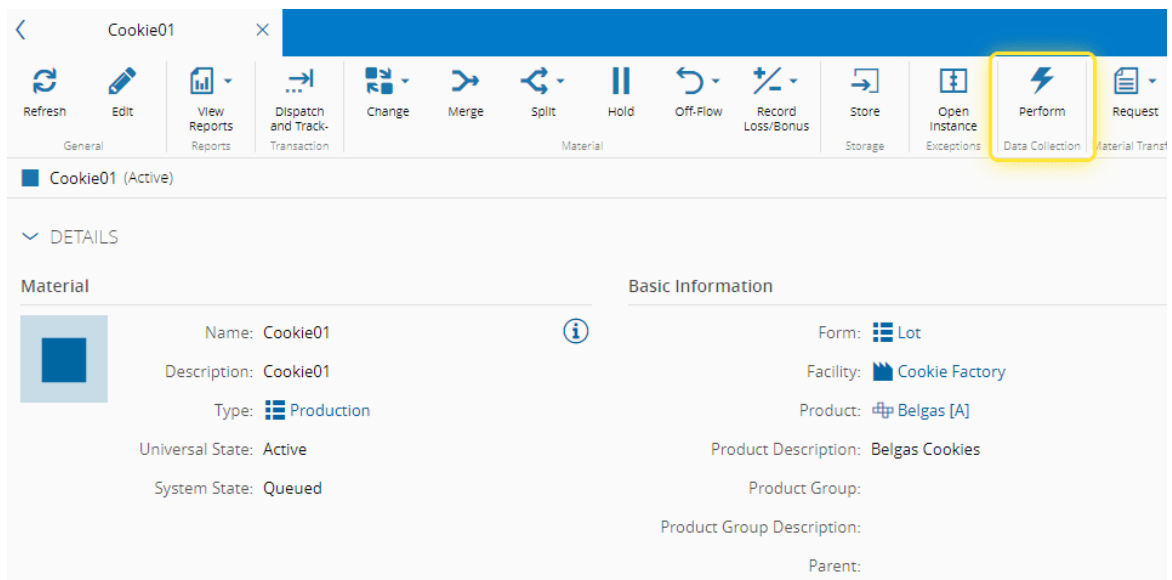 Cookie01
Refresh
Edit
View
Reports
Dispatch
and Track-
Change
Merge
Split
Hold
Off-Flow
Record
Loss/Bonus
Store
Open
Instance
Perform
Request
General
Reports
Transaction
Material
Storage
Exceptions
Data Collection
Material Transf
Cookie01 (Active)
DETAILS
Material
Basic Information
Name: Cookie01
Description: Cookie01
Type: Production
Universal State: Active
System State: Queued
Form: Lot
Facility: Cookie Factory
Product: Belgas [A]
Product Description: Belgas Cookies
Product Group:
Product Group Description:
Parent: